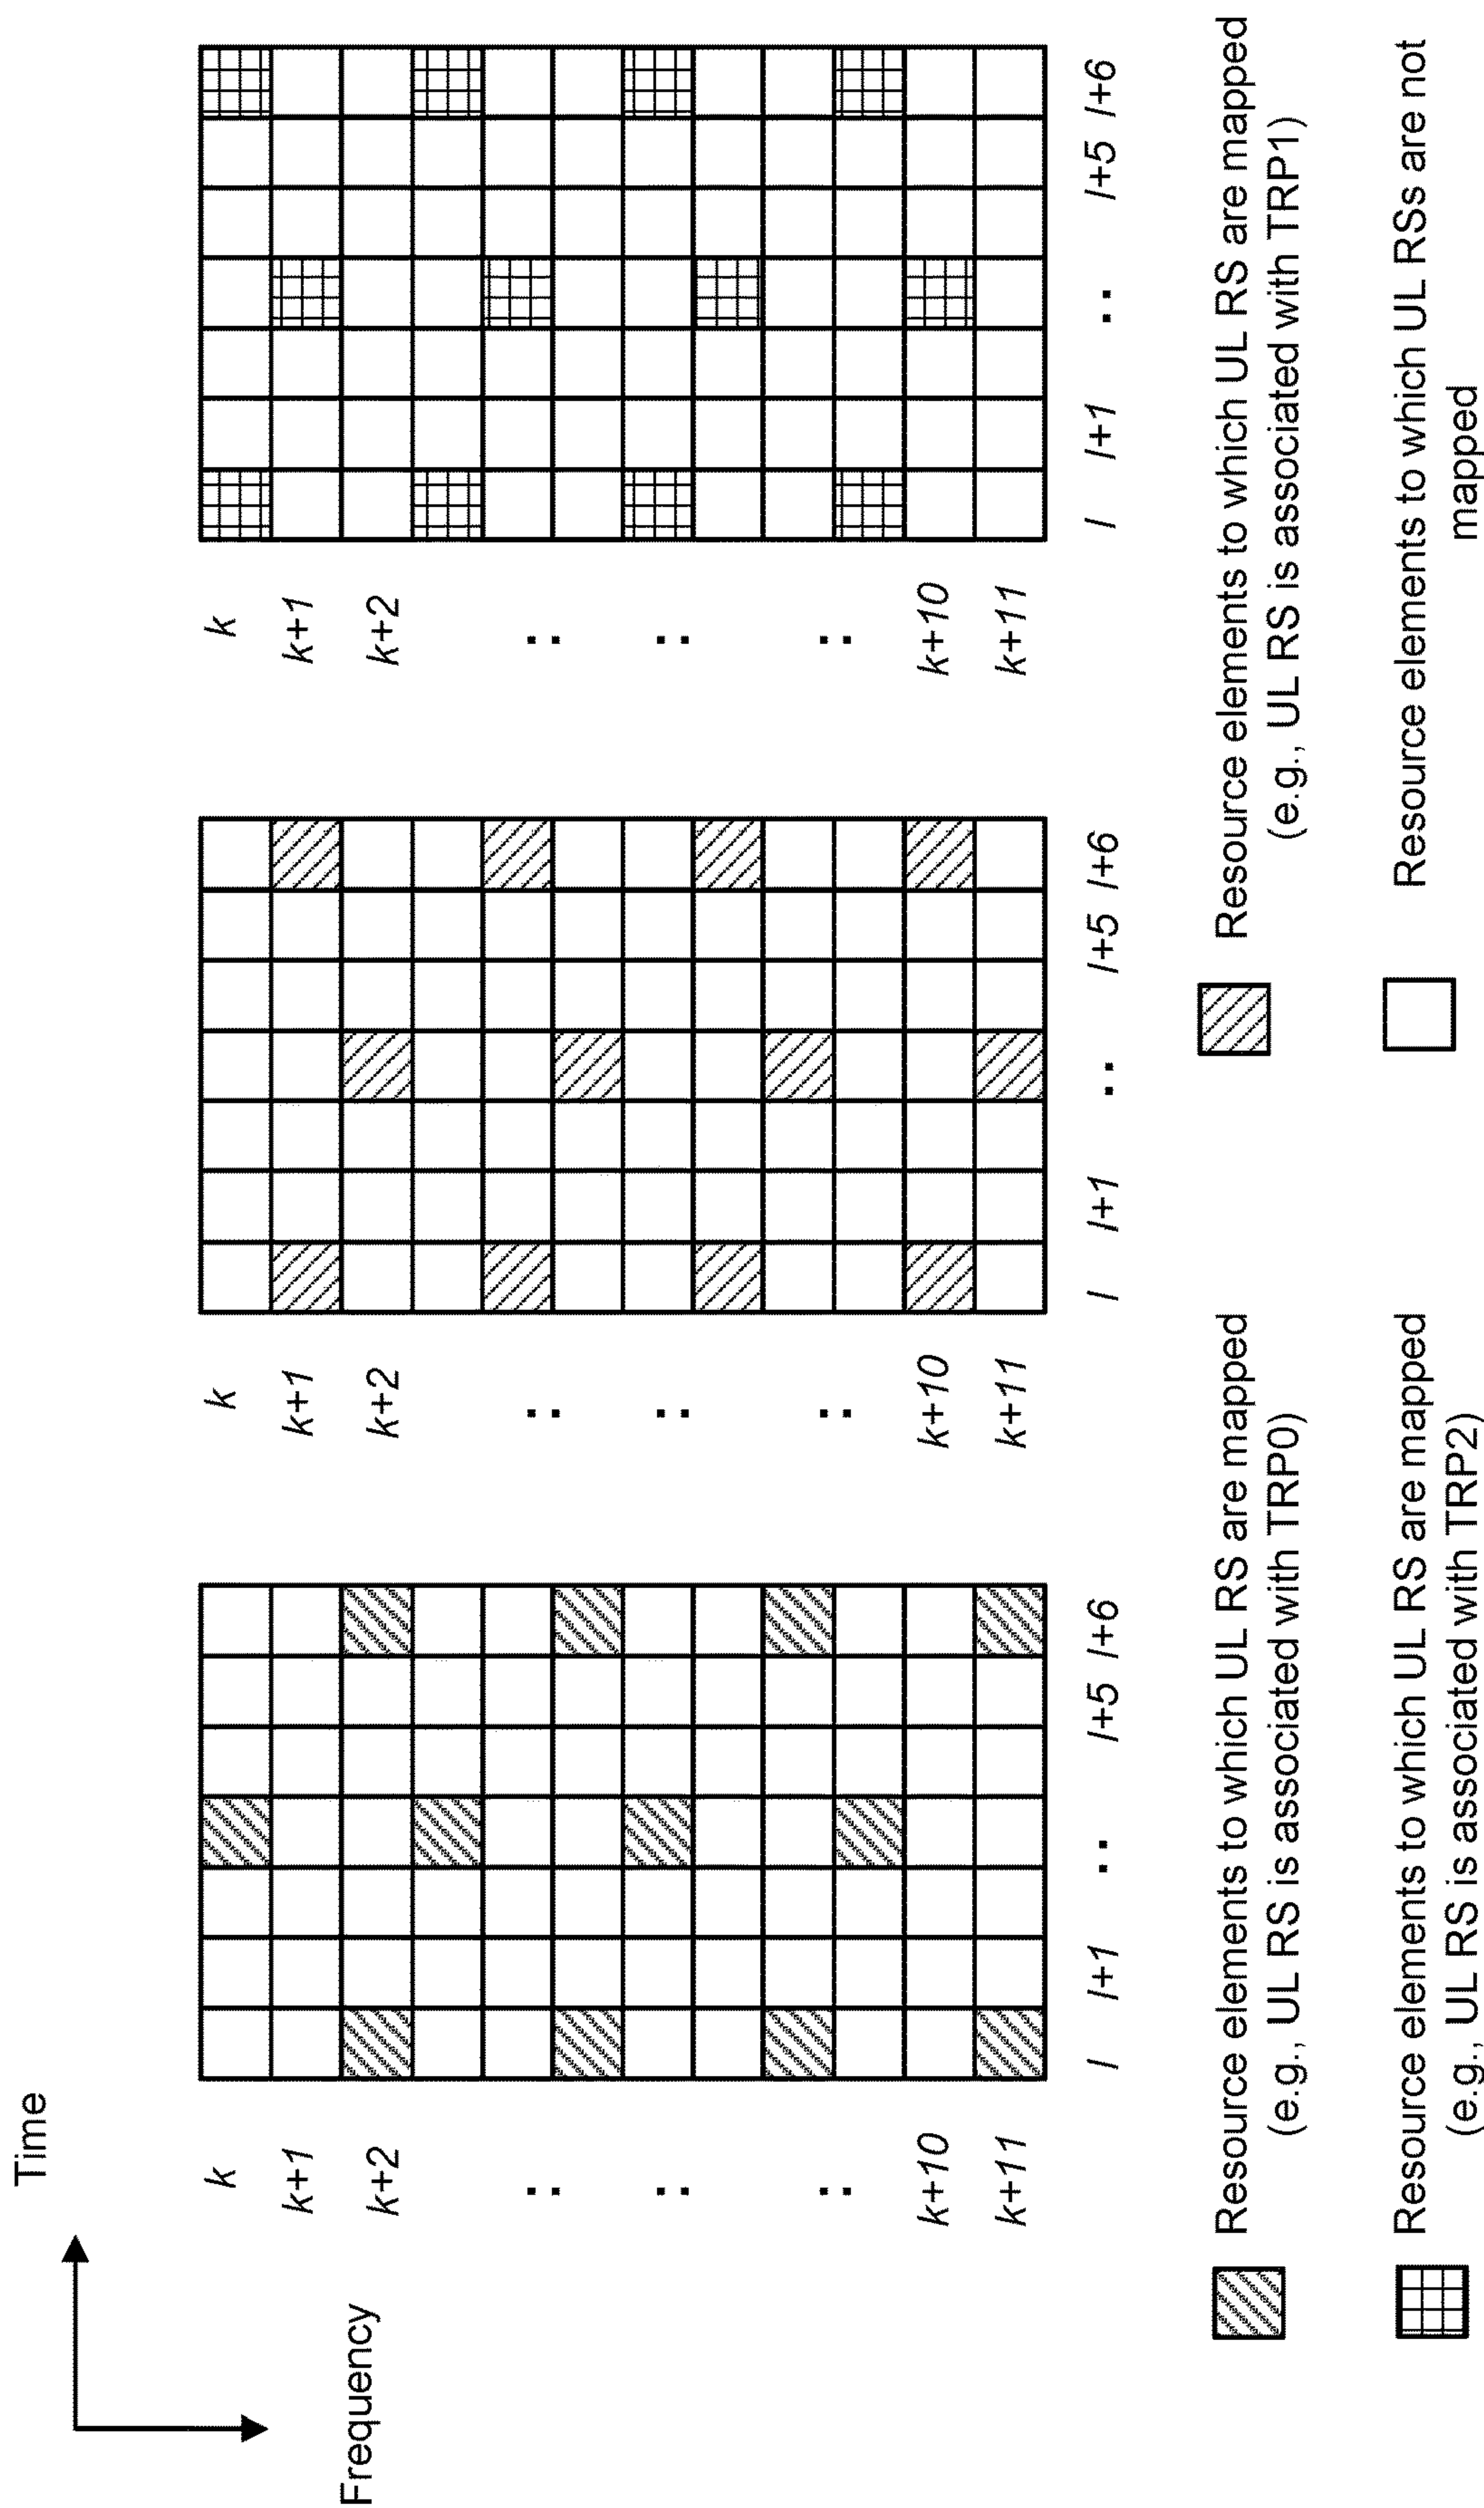 Time
Frequency
k
k+1
k+2
:
:
:
k+10
k+11
l l+1 .. l+5 l+6
k
k+1
k+2
:
:
:
k+10
k+11
l l+1 .. l+5 l+6
k
k+1
k+2
:
:
:
k+10
k+11
l l+1 .. l+5 l+6
Resource elements to which UL RS are mapped
(e.g., UL RS is associated with TRP0)
Resource elements to which UL RS are mapped
(e.g., UL RS is associated with TRP1)
Resource elements to which UL RS are mapped
(e.g., UL RS is associated with TRP2)
Resource elements to which UL RSs are not
mapped